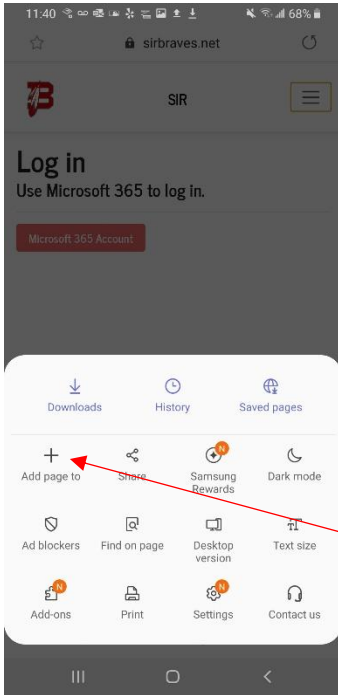 11:40 68%
sirbraves.net
SIR
Log in
Use Microsoft 365 to log in.
Microsoft 365 Account
Downloads History Saved pages
Add page to Share Samsung Rewards N Dark mode
Ad blockers Find on page Desktop version Text size
Add-ons N Print Settings N Contact us